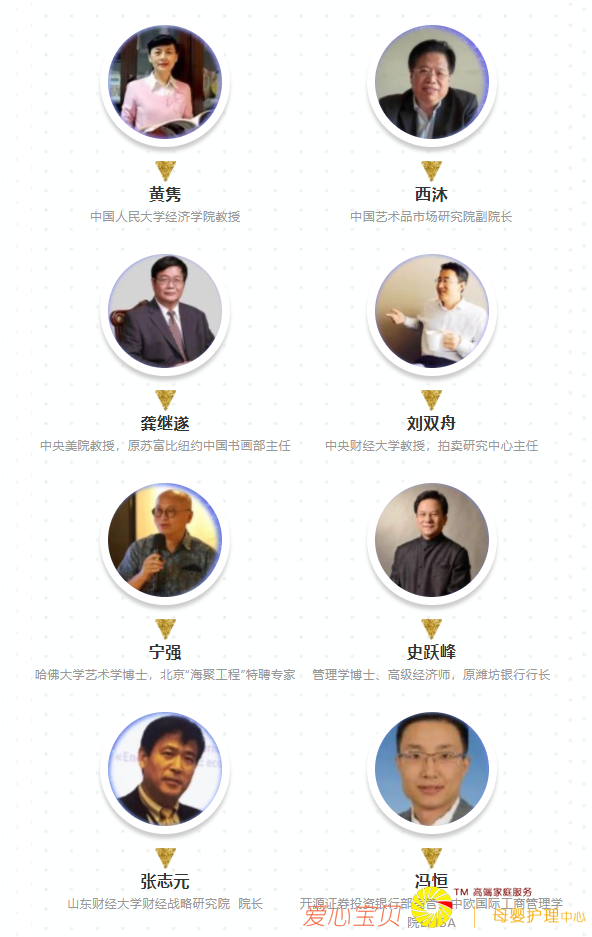 黄隽
西沐
中国人民大学经济学院教授
中国艺术品市场研究院副院长
龚继遂
刘双舟
中央美院教授，原苏富比纽约中国书画部主任
中央财经大学教授，拍卖研究中心主任
宁强
史跃峰
哈佛大学艺术学博士，北京“海聚工程”特聘专家
管理学博士、高级经济师，原潍坊银行行长
张志元
冯恒
山东财经大学财经战略研究院 院长
开源证券投资银行部 中欧国际工商管理学
TM 高端家庭服务
爱心宝贝 | 母婴护理中心